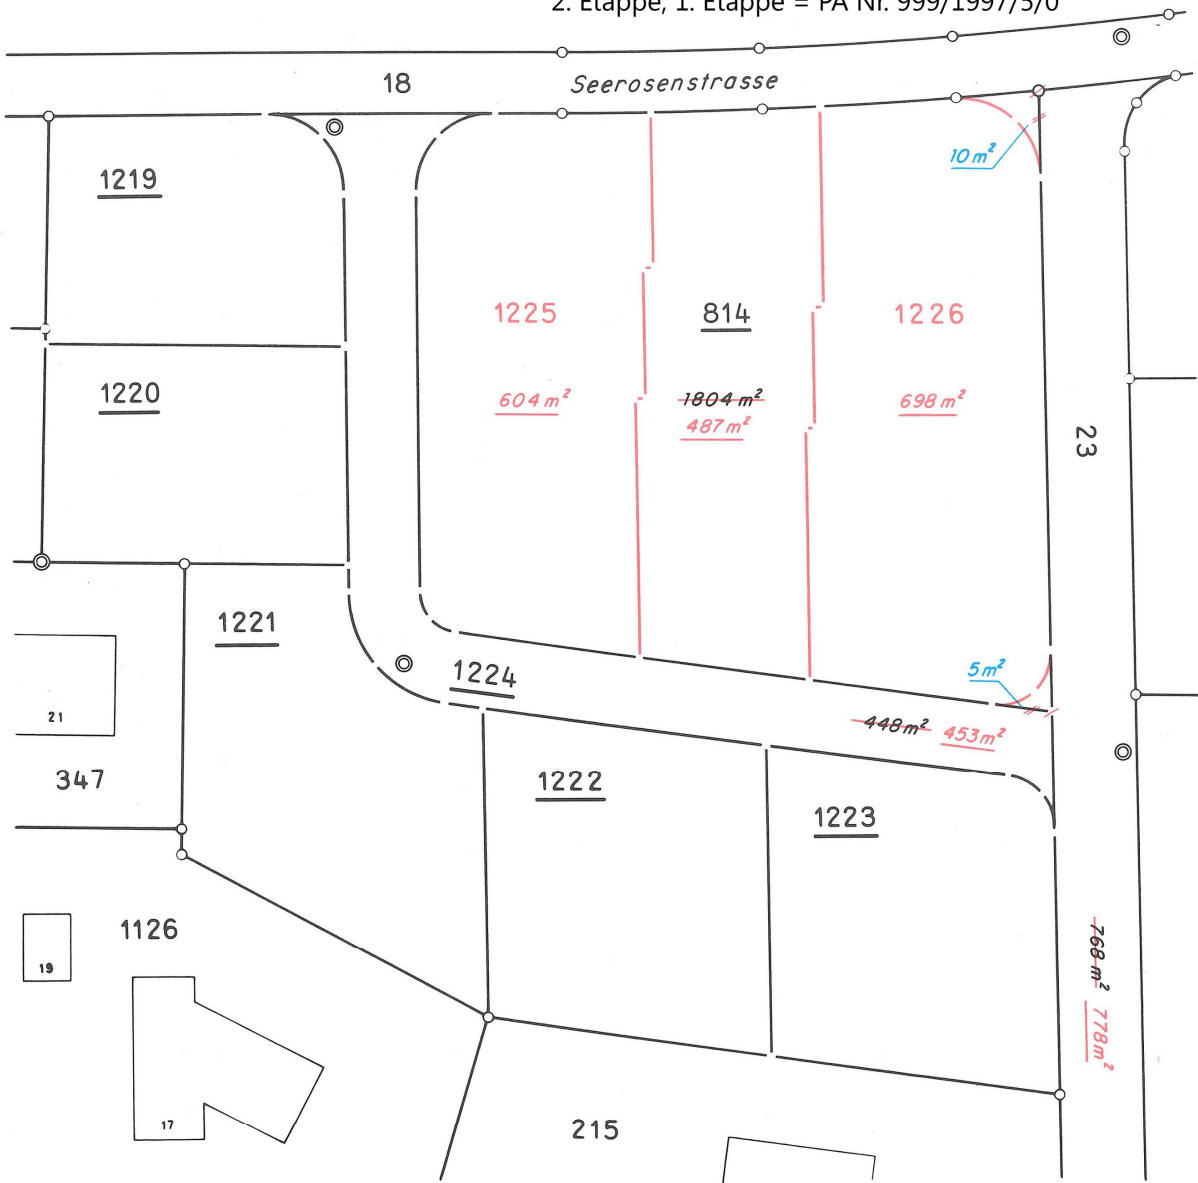 2. Etappe, 1. Etappe = PA Nr. 999/1997/5/0
18
Seerosenstrasse
10 m²
1219
1225
814
1226
1220
604 m²
1804 m²
487 m²
698 m²
23
1221
1224
5 m²
21
448 m²
453 m²
347
1222
1223
1126
19
768 m²
778 m²
17
215